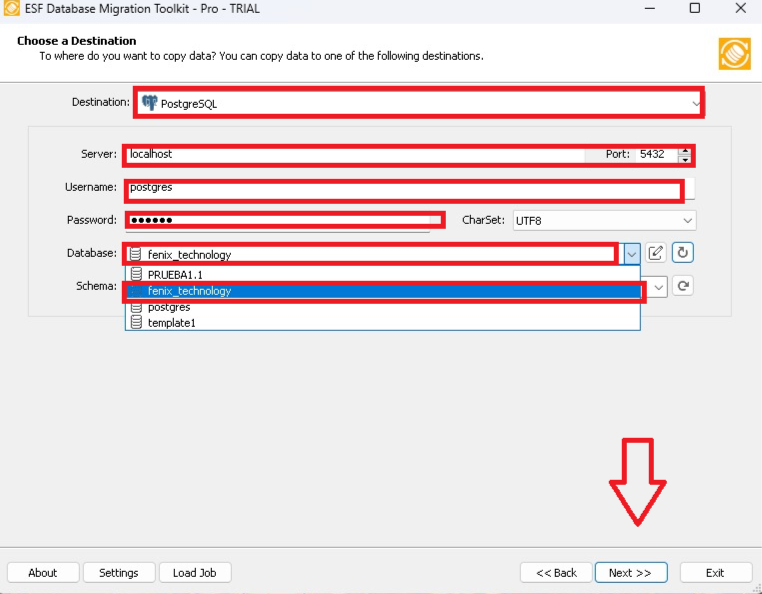 ESF Database Migration Toolkit - Pro - TRIAL
Choose a Destination
To where do you want to copy data? You can copy data to one of the following destinations.
Destination: PostgreSQL
Server: localhost Port: 5432
Username: postgres
Password: ●●●●●● CharSet: UTF8
Database: fenix_technology
PRUEBA1.1
Schema: fenix_technology
postgres
template1
About Settings Load Job << Back Next >> Exit